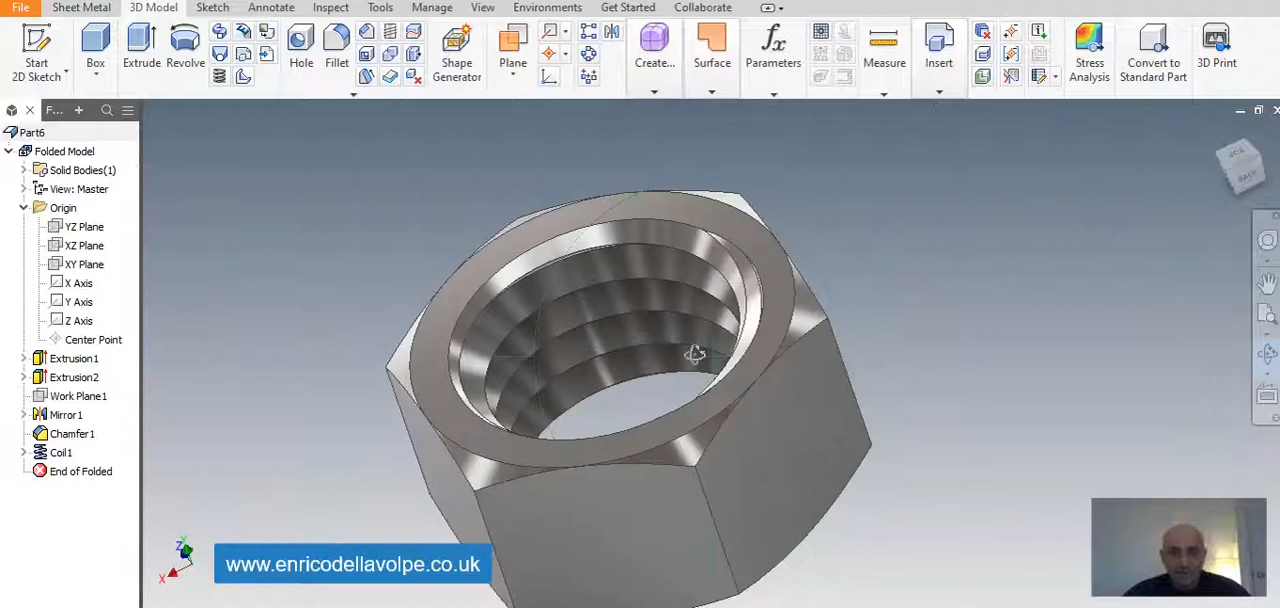 File Sheet Metal 3D Model Sketch Annotate Inspect Tools Manage View Environments Get Started Collaborate
Start
2D Sketch
Box
Extrude
Revolve
Fillet
Shape
Generator
Plane
Create...
Surface
Parameters
Measure
Insert
Stress
Analysis
Convert to
Standard Part
3D Print
F... +
Part6
Folded Model
Solid Bodies(1)
View: Master
Origin
YZ Plane
XZ Plane
XY Plane
X Axis
Y Axis
Z Axis
Center Point
Extrusion1
Extrusion2
Work Plane1
Mirror1
Chamfer1
Coil1
End of Folded
Z
X
www.enricodellavolpe.co.uk